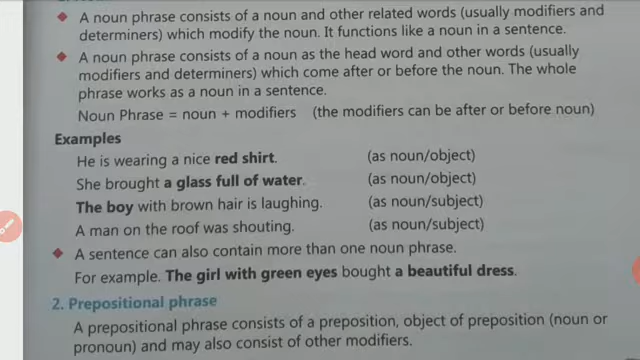 A noun phrase consists of a noun and other related words (usually modifiers and
determiners) which modify the noun. It functions like a noun in a sentence.
A noun phrase consists of a noun as the head word and other words (usually
modifiers and determiners) which come after or before the noun. The whole
phrase works as a noun in a sentence.
Noun Phrase = noun + modifiers (the modifiers can be after or before noun)
Examples
He is wearing a nice red shirt. (as noun/object)
She brought a glass full of water. (as noun/object)
The boy with brown hair is laughing. (as noun/subject)
A man on the roof was shouting. (as noun/subject)
A sentence can also contain more than one noun phrase.
For example. The girl with green eyes bought a beautiful dress.
2. Prepositional phrase
A prepositional phrase consists of a preposition, object of preposition (noun or
pronoun) and may also consist of other modifiers.